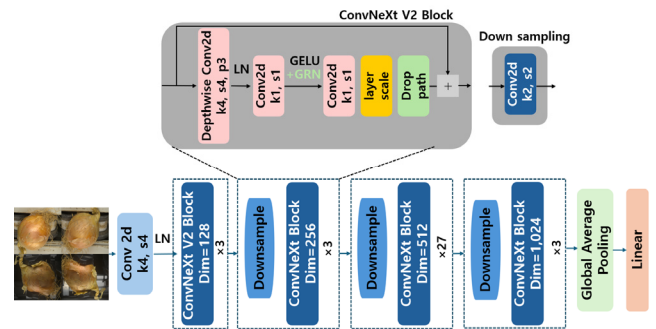 ConvNeXt V2 Block
Depthwise Conv2d
k4, s4, p3
LN
Conv2d
k1, s1
GELU
+GRN
Conv2d
k1, s1
layer
scale
Drop
path
+
Down sampling
Conv2d
k2, s2
Conv 2d
k4, s4
LN
ConvNeXt V2 Block
Dim=128
×3
Downsample
ConvNeXt Block
Dim=256
×3
Downsample
ConvNeXt Block
Dim=512
×27
Downsample
ConvNeXt Block
Dim=1,024
×3
Global Average
Pooling
Linear